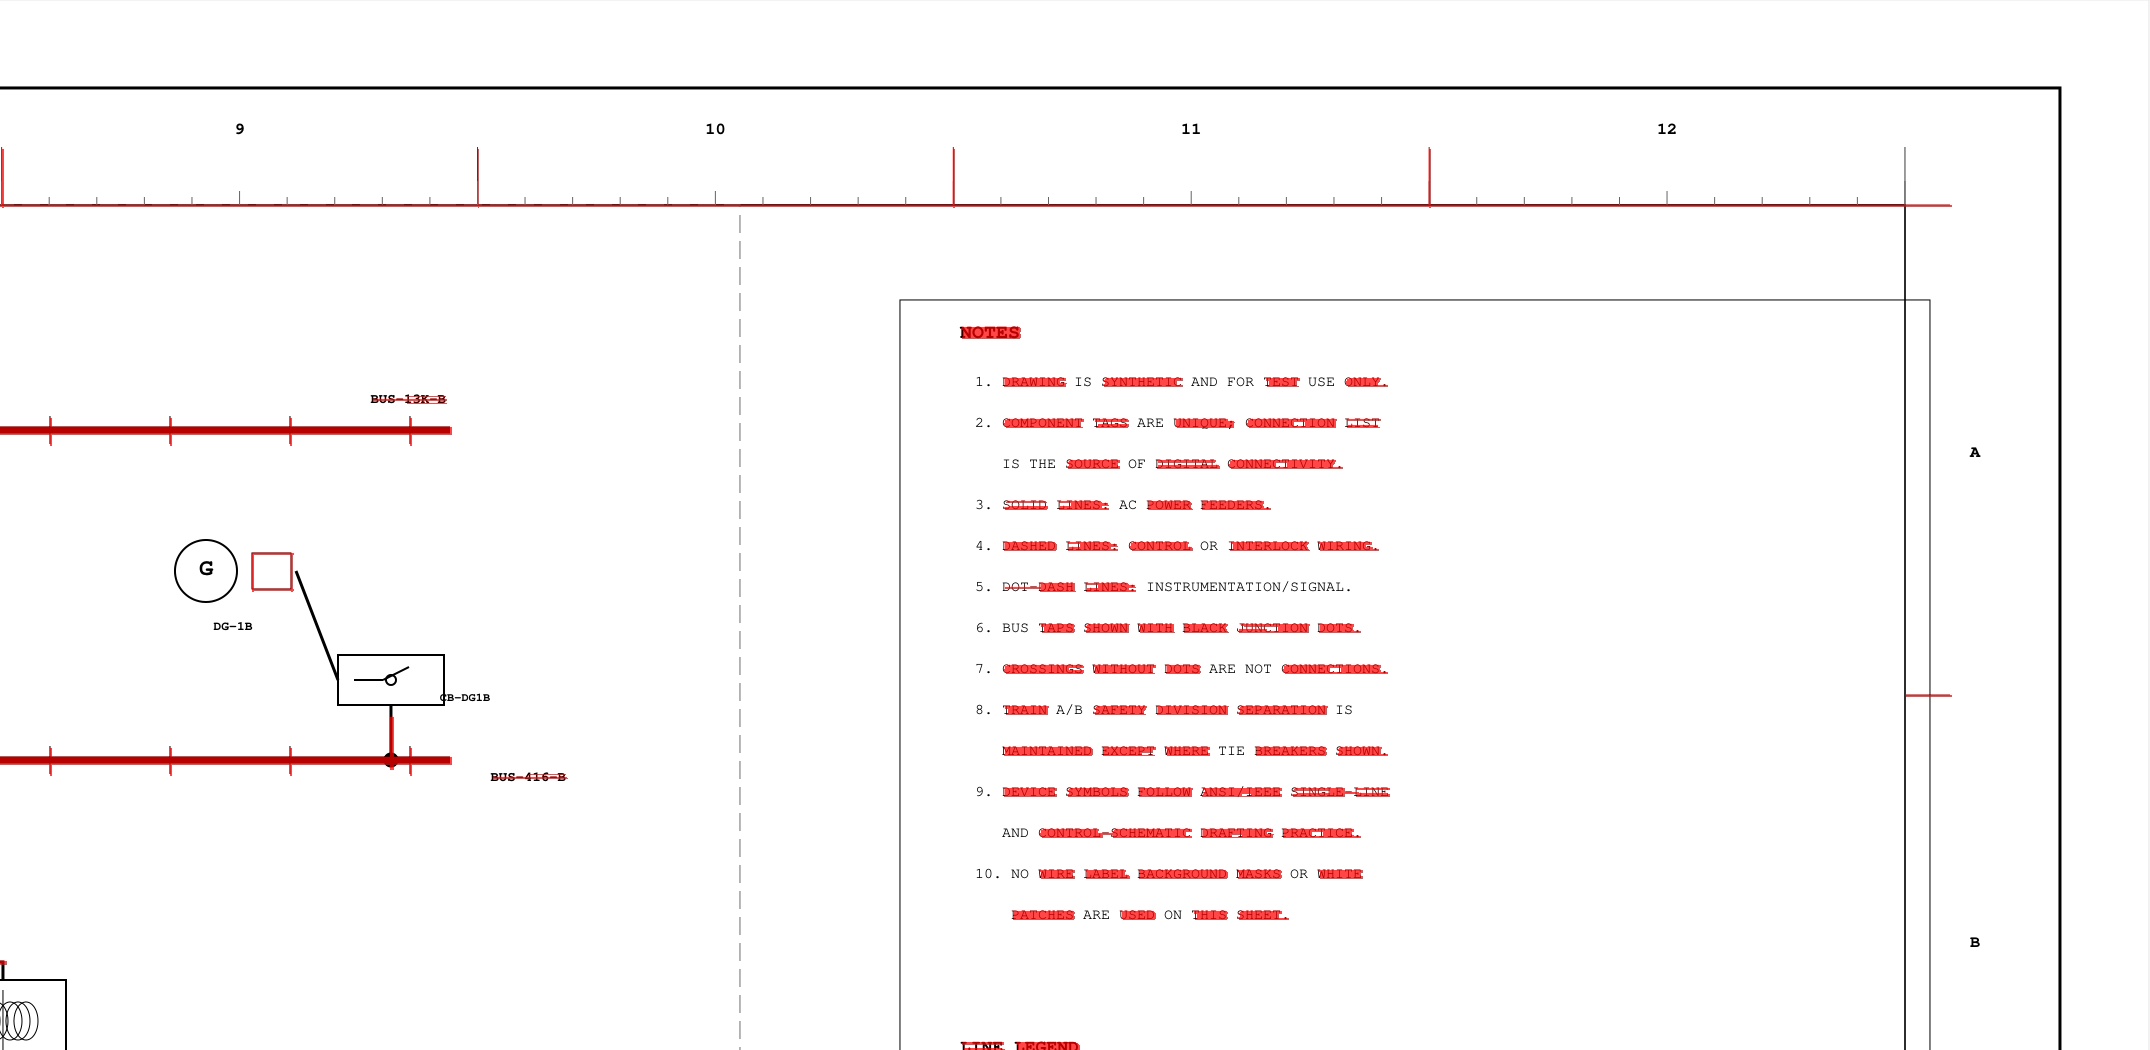 9 10 11 12
NOTES
1. DRAWING IS SYNTHETIC AND FOR TEST USE ONLY.
BUS-13K-B
2. COMPONENT TAGS ARE UNIQUE; CONNECTION LIST
IS THE SOURCE OF DIGITAL CONNECTIVITY.
A
3. SOLID LINES: AC POWER FEEDERS.
4. DASHED LINES: CONTROL OR INTERLOCK WIRING.
G
5. DOT-DASH LINES: INSTRUMENTATION/SIGNAL.
DG-1B
6. BUS TAPS SHOWN WITH BLACK JUNCTION DOTS.
7. CROSSINGS WITHOUT DOTS ARE NOT CONNECTIONS.
CB-DG1B
8. TRAIN A/B SAFETY DIVISION SEPARATION IS
MAINTAINED EXCEPT WHERE TIE BREAKERS SHOWN.
BUS-416-B
9. DEVICE SYMBOLS FOLLOW ANSI/IEEE SINGLE-LINE
AND CONTROL-SCHEMATIC DRAFTING PRACTICE.
10. NO WIRE LABEL BACKGROUND MASKS OR WHITE
PATCHES ARE USED ON THIS SHEET.
B
LINE LEGEND